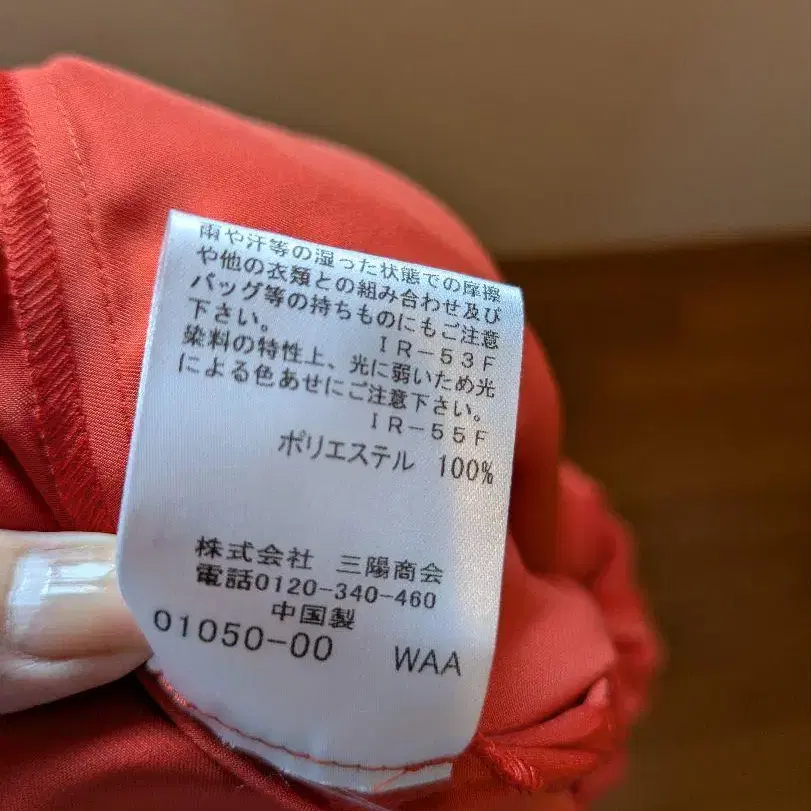 雨や汗等の湿った状態での摩擦
や他の衣類との組み合わせ及び
バッグ等の持ちものにもご注意
下さい。
IR-53F
染料の特性上、光に弱いため光
による色あせにご注意下さい。
IR-55F
ポリエステル 100%
株式会社 三陽商会
電話0120-340-460
中国製
01050-00 WAA